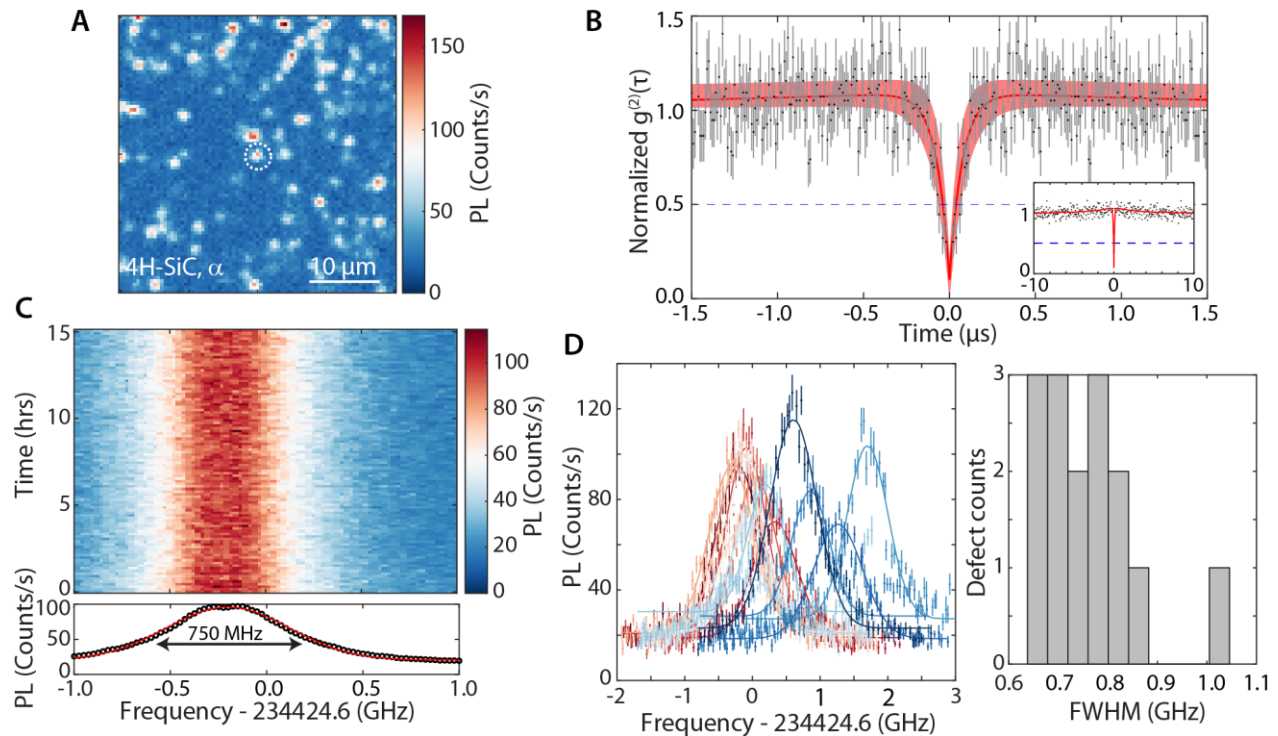 A
4H-SiC, α
10 μm
150
100
50
0
PL (Counts/s)
B
Normalized g⁽²⁾(τ)
1.5
1.0
0.5
0.0
-1.5 -1.0 -0.5 0.0 0.5 1.0 1.5
Time (μs)
1
0
-10 0 10
C
Time (hrs)
15
10
5
0
100
80
60
40
20
0
PL (Counts/s)
PL (Counts/s)
100
50
0
750 MHz
-1.0 -0.5 0.0 0.5 1.0
Frequency - 234424.6 (GHz)
D
PL (Counts/s)
120
80
40
0
-2 -1 0 1 2 3
Frequency - 234424.6 (GHz)
Defect counts
3
2
1
0
0.6 0.7 0.8 0.9 1.0 1.1
FWHM (GHz)